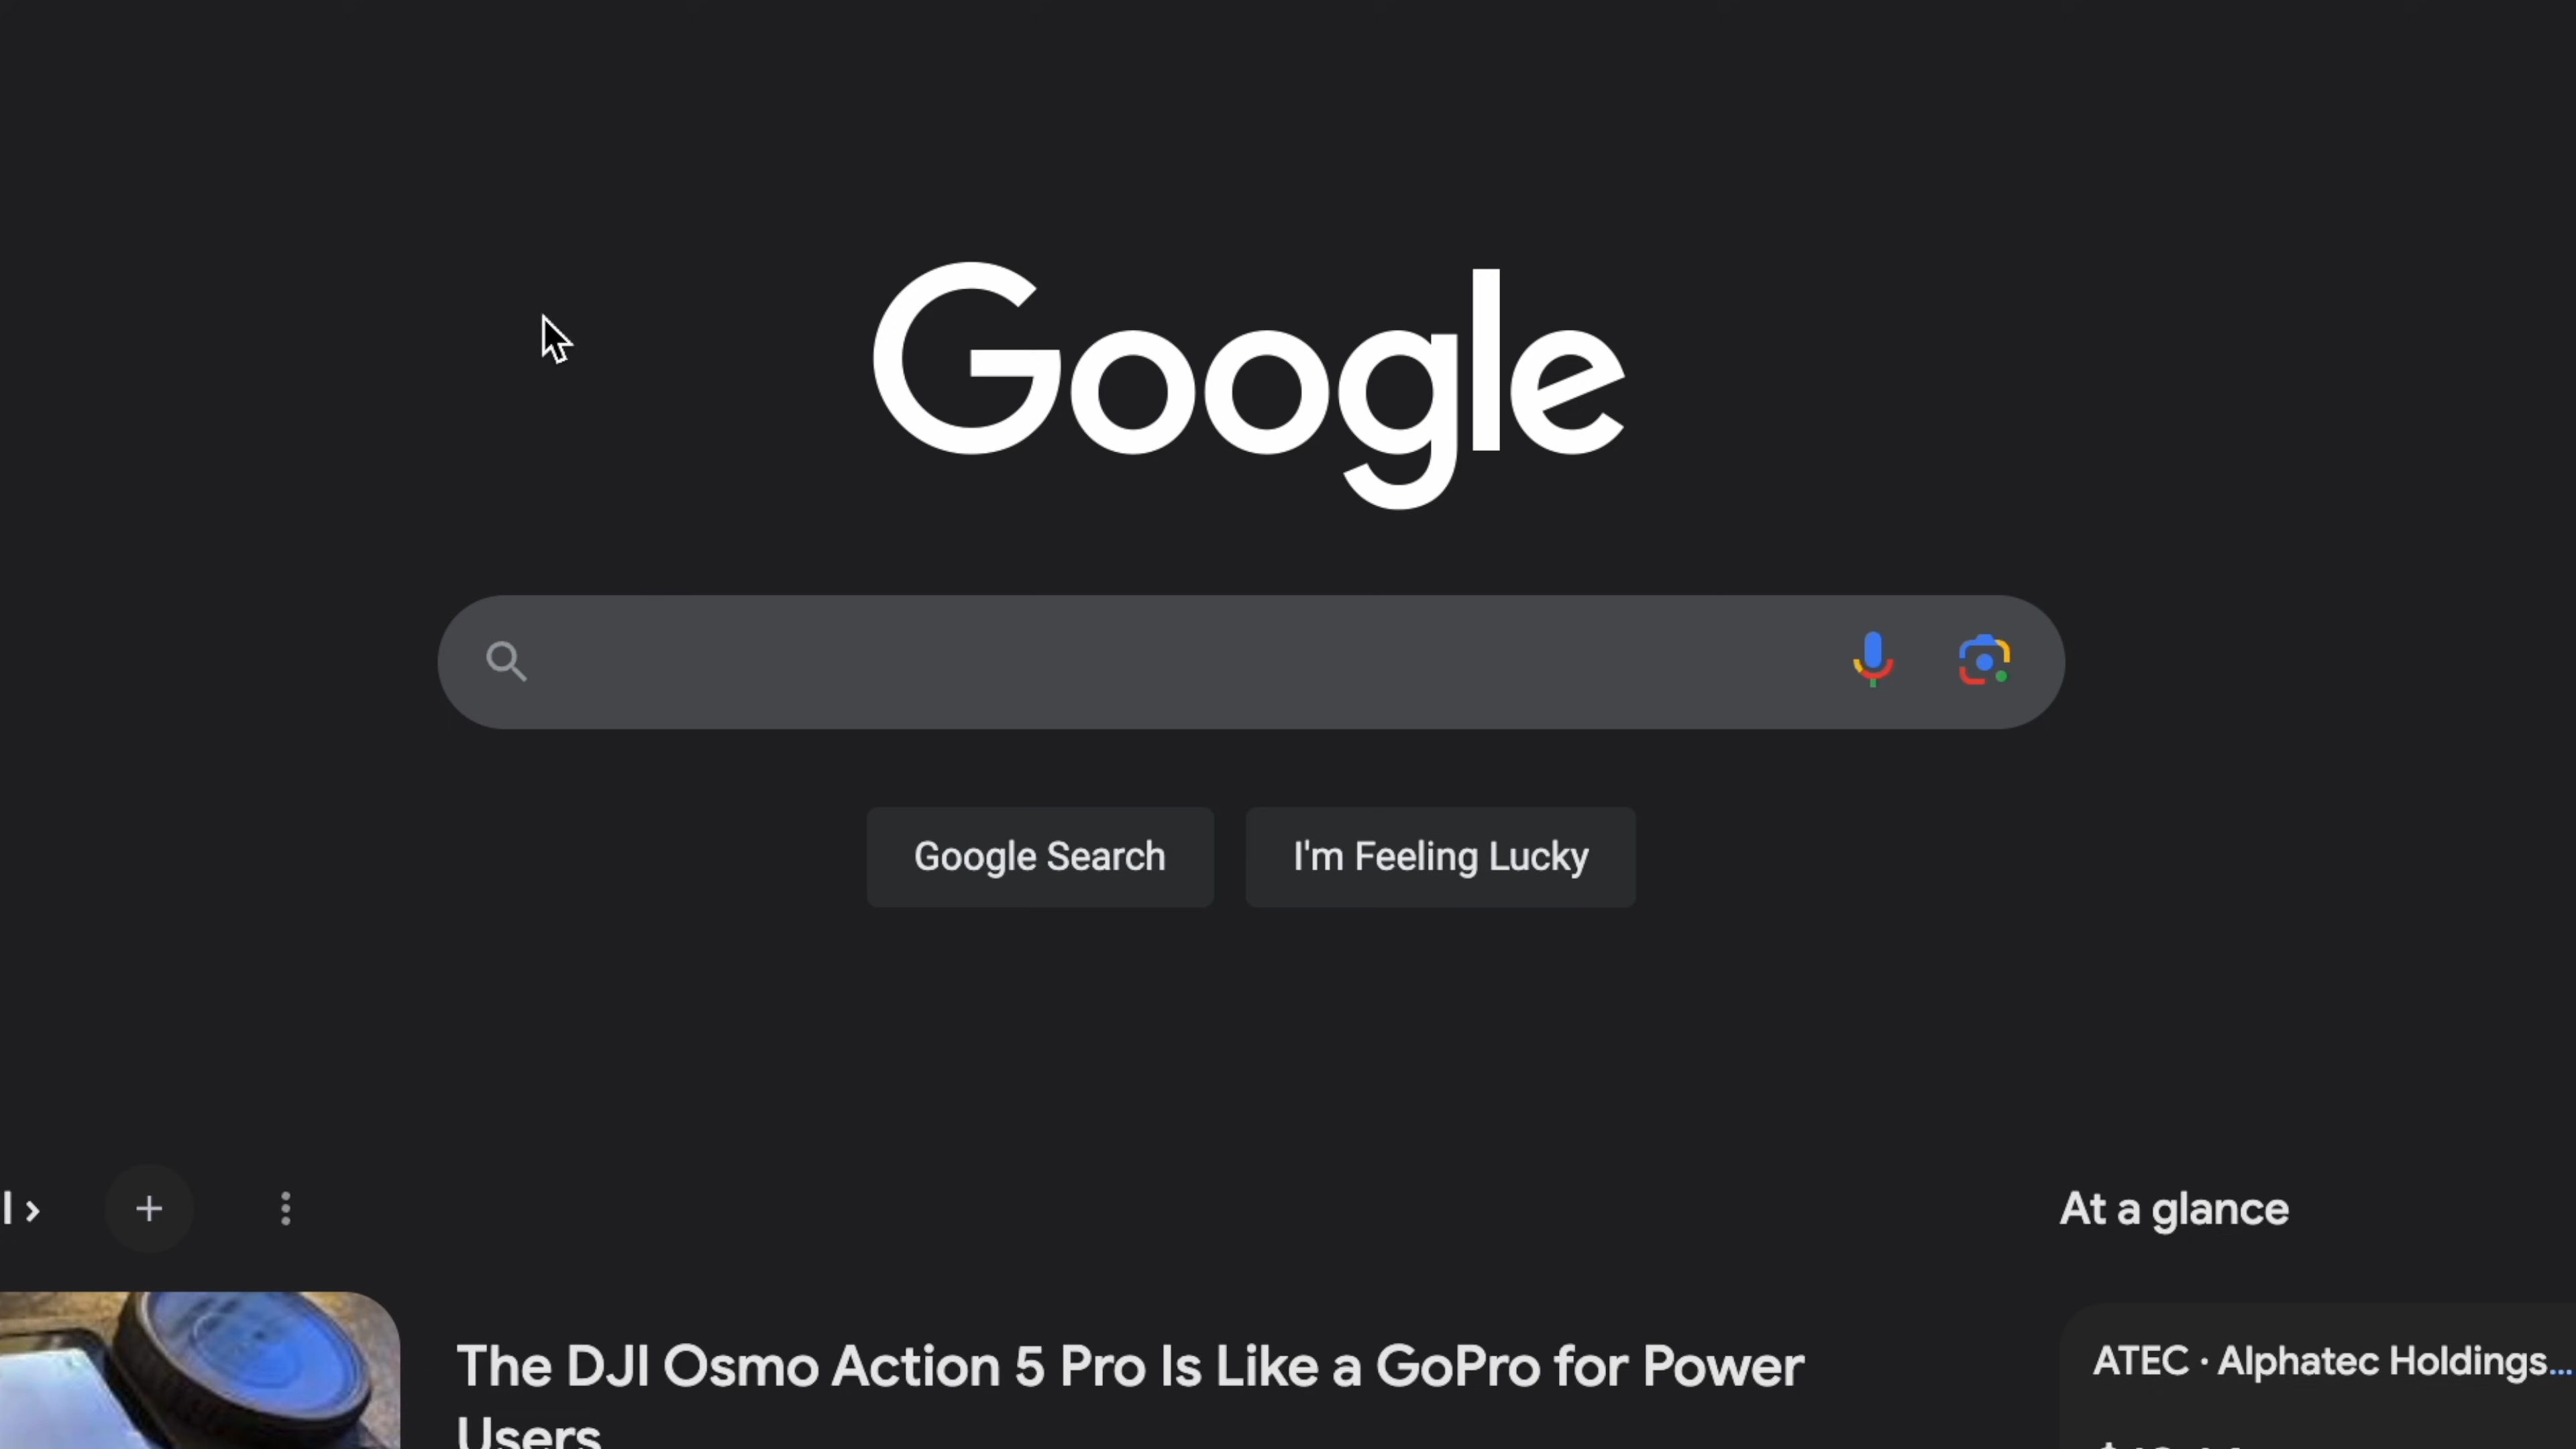 Google
Google Search
I'm Feeling Lucky
At a glance
The DJI Osmo Action 5 Pro Is Like a GoPro for Power
Users
ATEC · Alphatec Holdings...